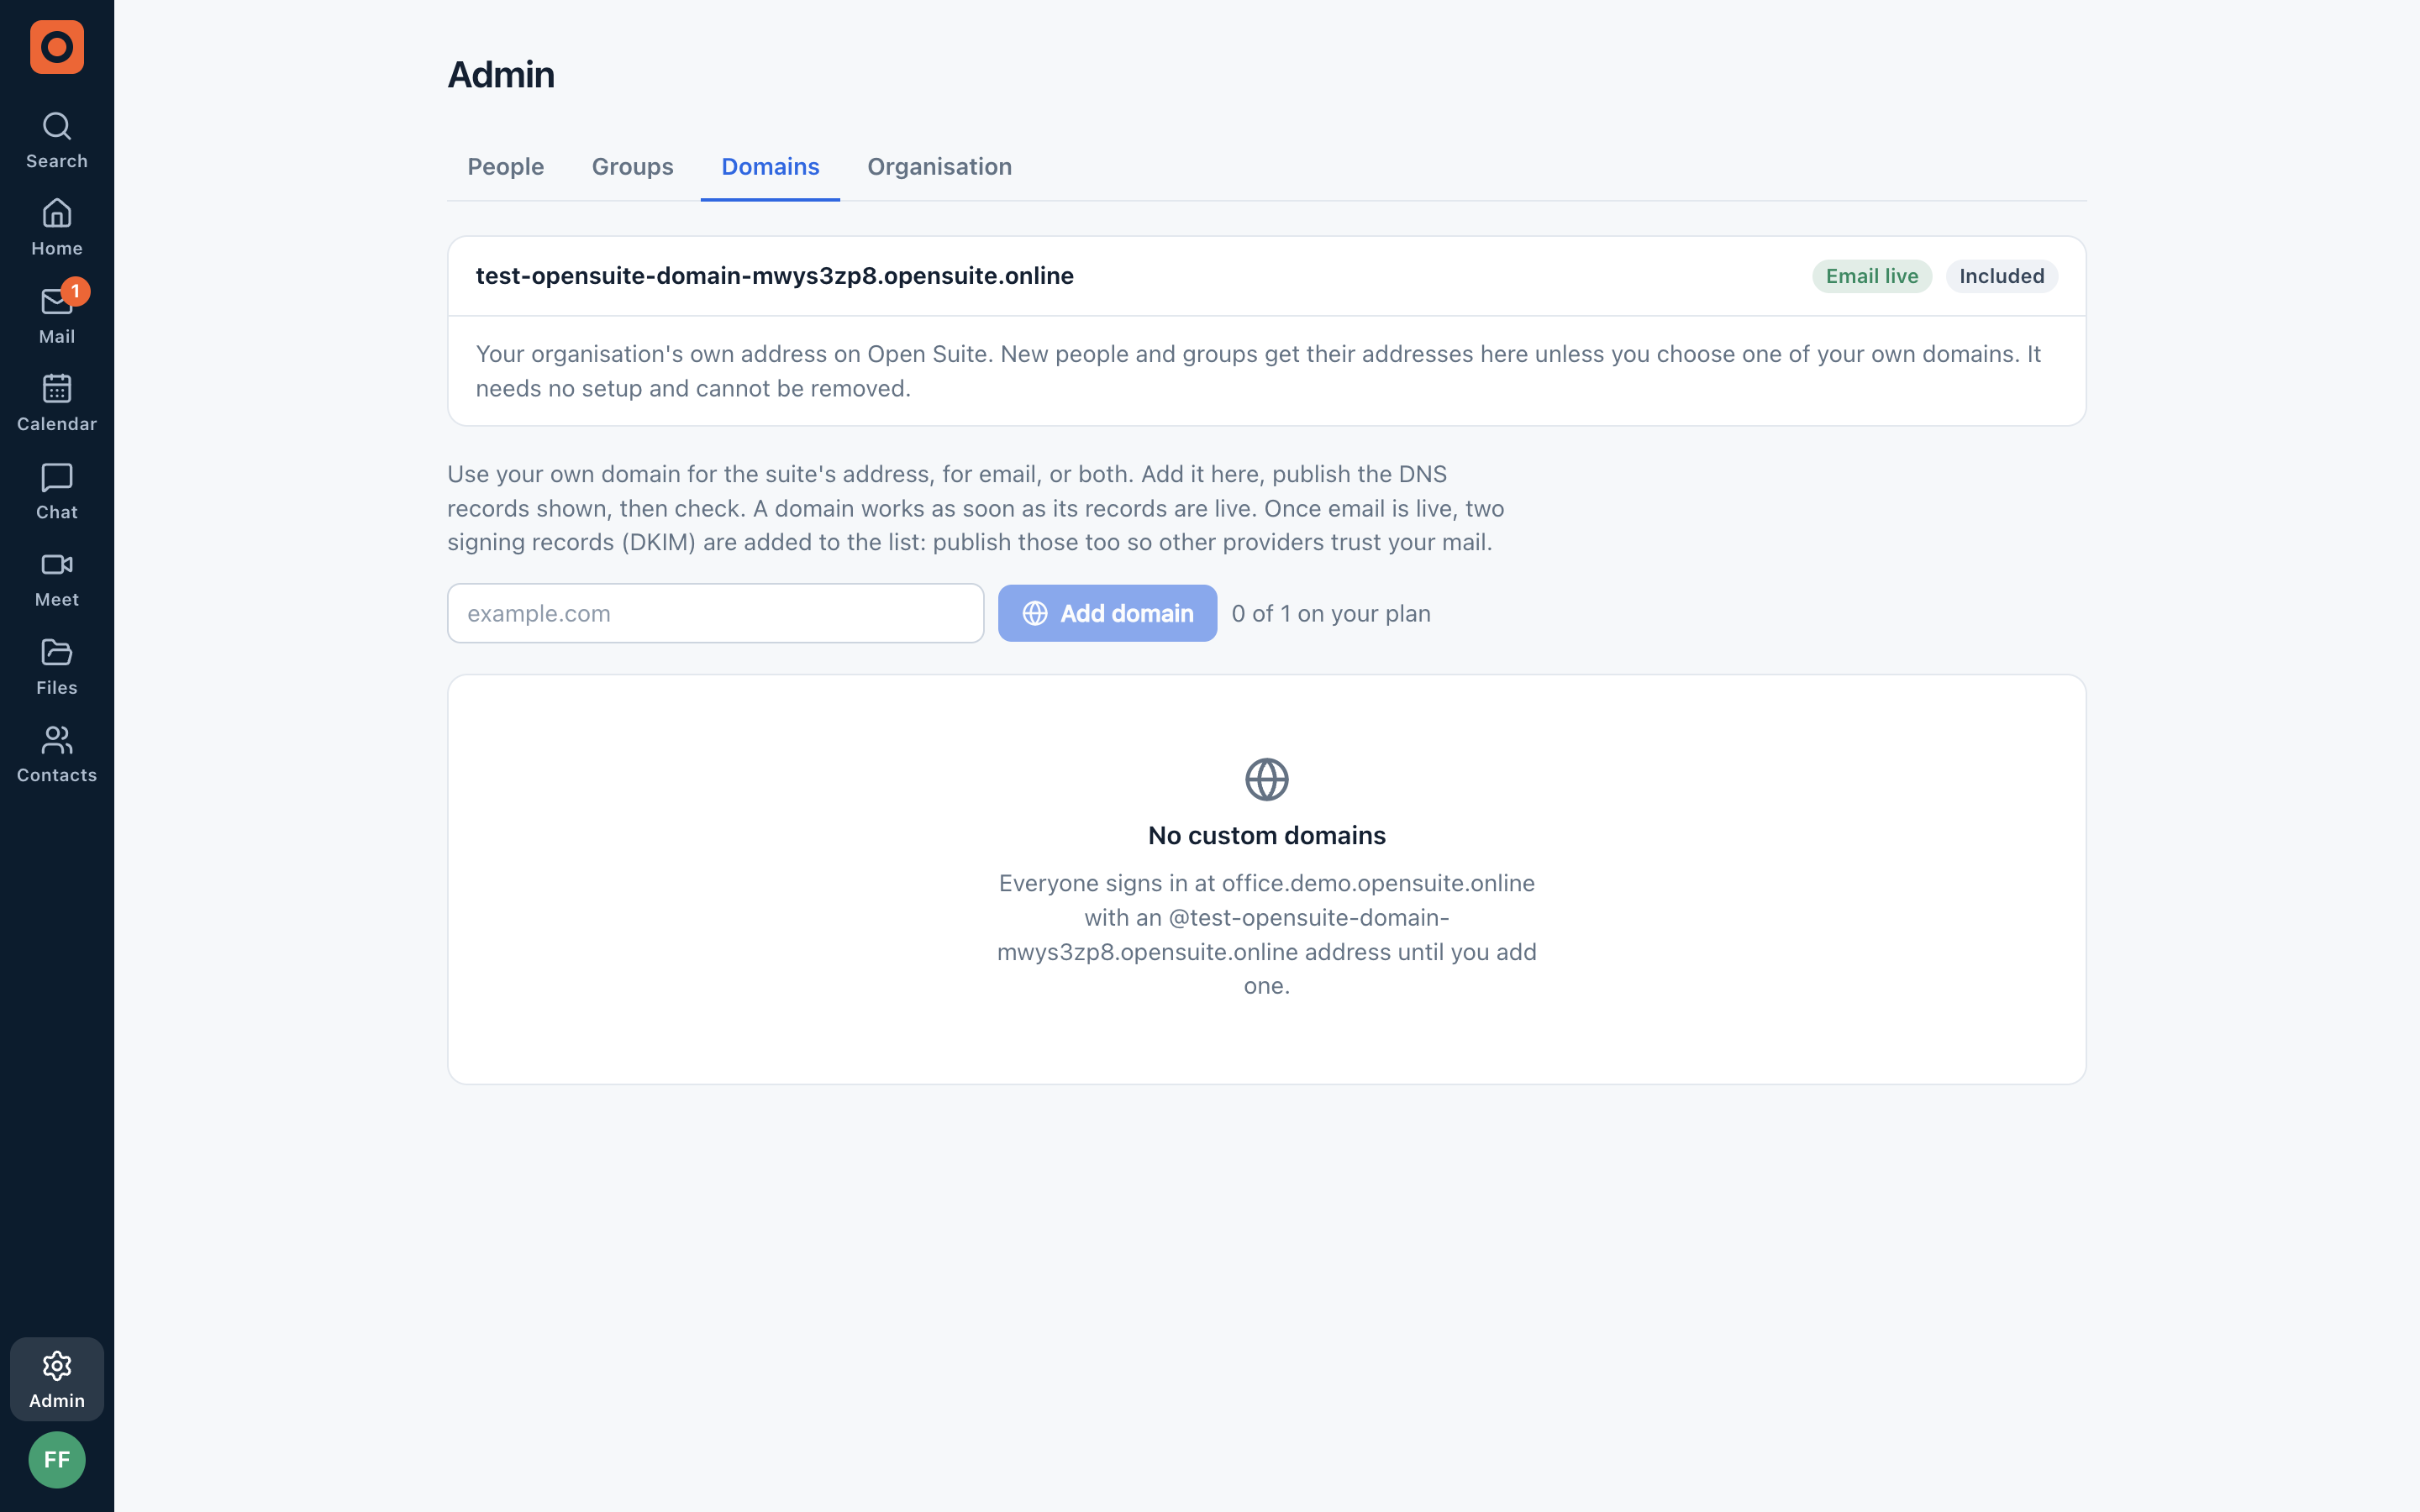 Search
Home
1
Mail
Calendar
Chat
Meet
Files
Contacts
Admin
FF
Admin
People
Groups
Domains
Organisation
test-opensuite-domain-mwys3zp8.opensuite.online
Email live
Included
Your organisation's own address on Open Suite. New people and groups get their addresses here unless you choose one of your own domains. It
needs no setup and cannot be removed.
Use your own domain for the suite's address, for email, or both. Add it here, publish the DNS
records shown, then check. A domain works as soon as its records are live. Once email is live, two
signing records (DKIM) are added to the list: publish those too so other providers trust your mail.
example.com
Add domain
0 of 1 on your plan
No custom domains
Everyone signs in at office.demo.opensuite.online
with an @test-opensuite-domain-
mwys3zp8.opensuite.online address until you add
one.